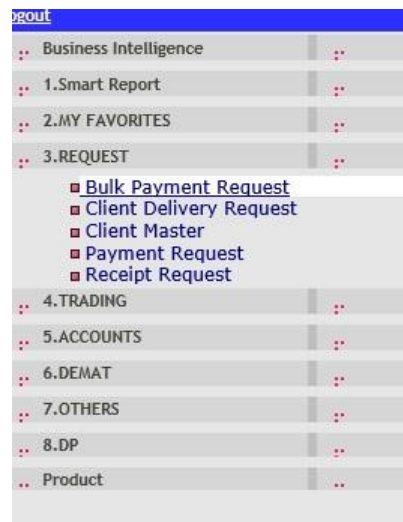 ogout
Business Intelligence
1.Smart Report
2.MY FAVORITES
3.REQUEST
Bulk Payment Request
Client Delivery Request
Client Master
Payment Request
Receipt Request
4.TRADING
5.ACCOUNTS
6.DEMAT
7.OTHERS
8.DP
Product